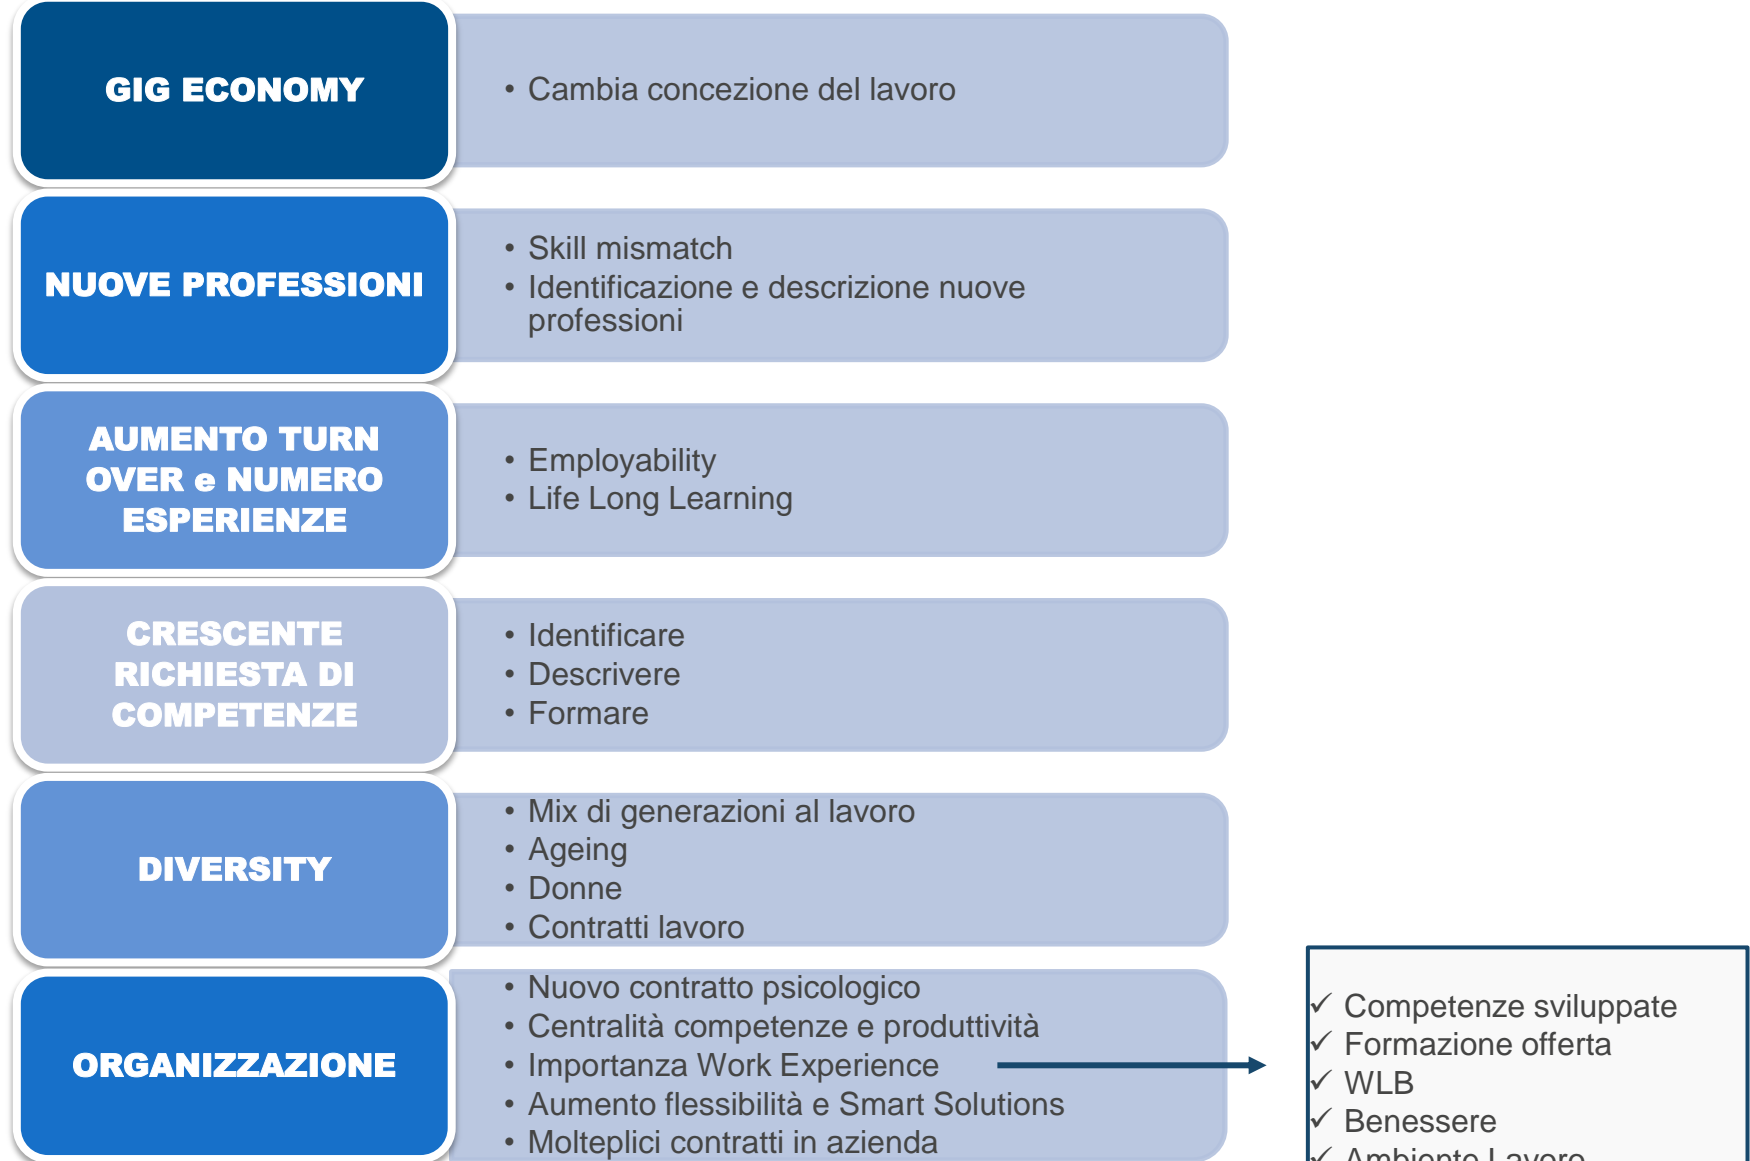 GIG ECONOMY
• Cambia concezione del lavoro
NUOVE PROFESSIONI
• Skill mismatch
• Identificazione e descrizione nuove
professioni
AUMENTO TURN
OVER e NUMERO
ESPERIENZE
• Employability
• Life Long Learning
CRESCENTE
RICHIESTA DI
COMPETENZE
• Identificare
• Descrivere
• Formare
DIVERSITY
• Mix di generazioni al lavoro
• Ageing
• Donne
• Contratti lavoro
ORGANIZZAZIONE
• Nuovo contratto psicologico
• Centralità competenze e produttività
• Importanza Work Experience
• Aumento flessibilità e Smart Solutions
• Molteplici contratti in azienda
✓ Competenze sviluppate
✓ Formazione offerta
✓ WLB
✓ Benessere
✓ Ambiente Lavoro